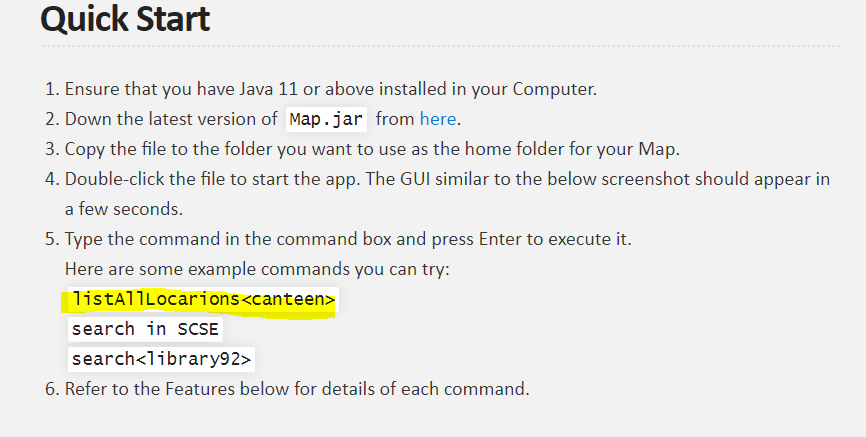 Quick Start
1. Ensure that you have Java 11 or above installed in your Computer.
2. Down the latest version of Map.jar from here.
3. Copy the file to the folder you want to use as the home folder for your Map.
4. Double-click the file to start the app. The GUI similar to the below screenshot should appear in
a few seconds.
5. Type the command in the command box and press Enter to execute it.
Here are some example commands you can try:
listAllLocarions<canteen>
search in SCSE
search<library92>
6. Refer to the Features below for details of each command.